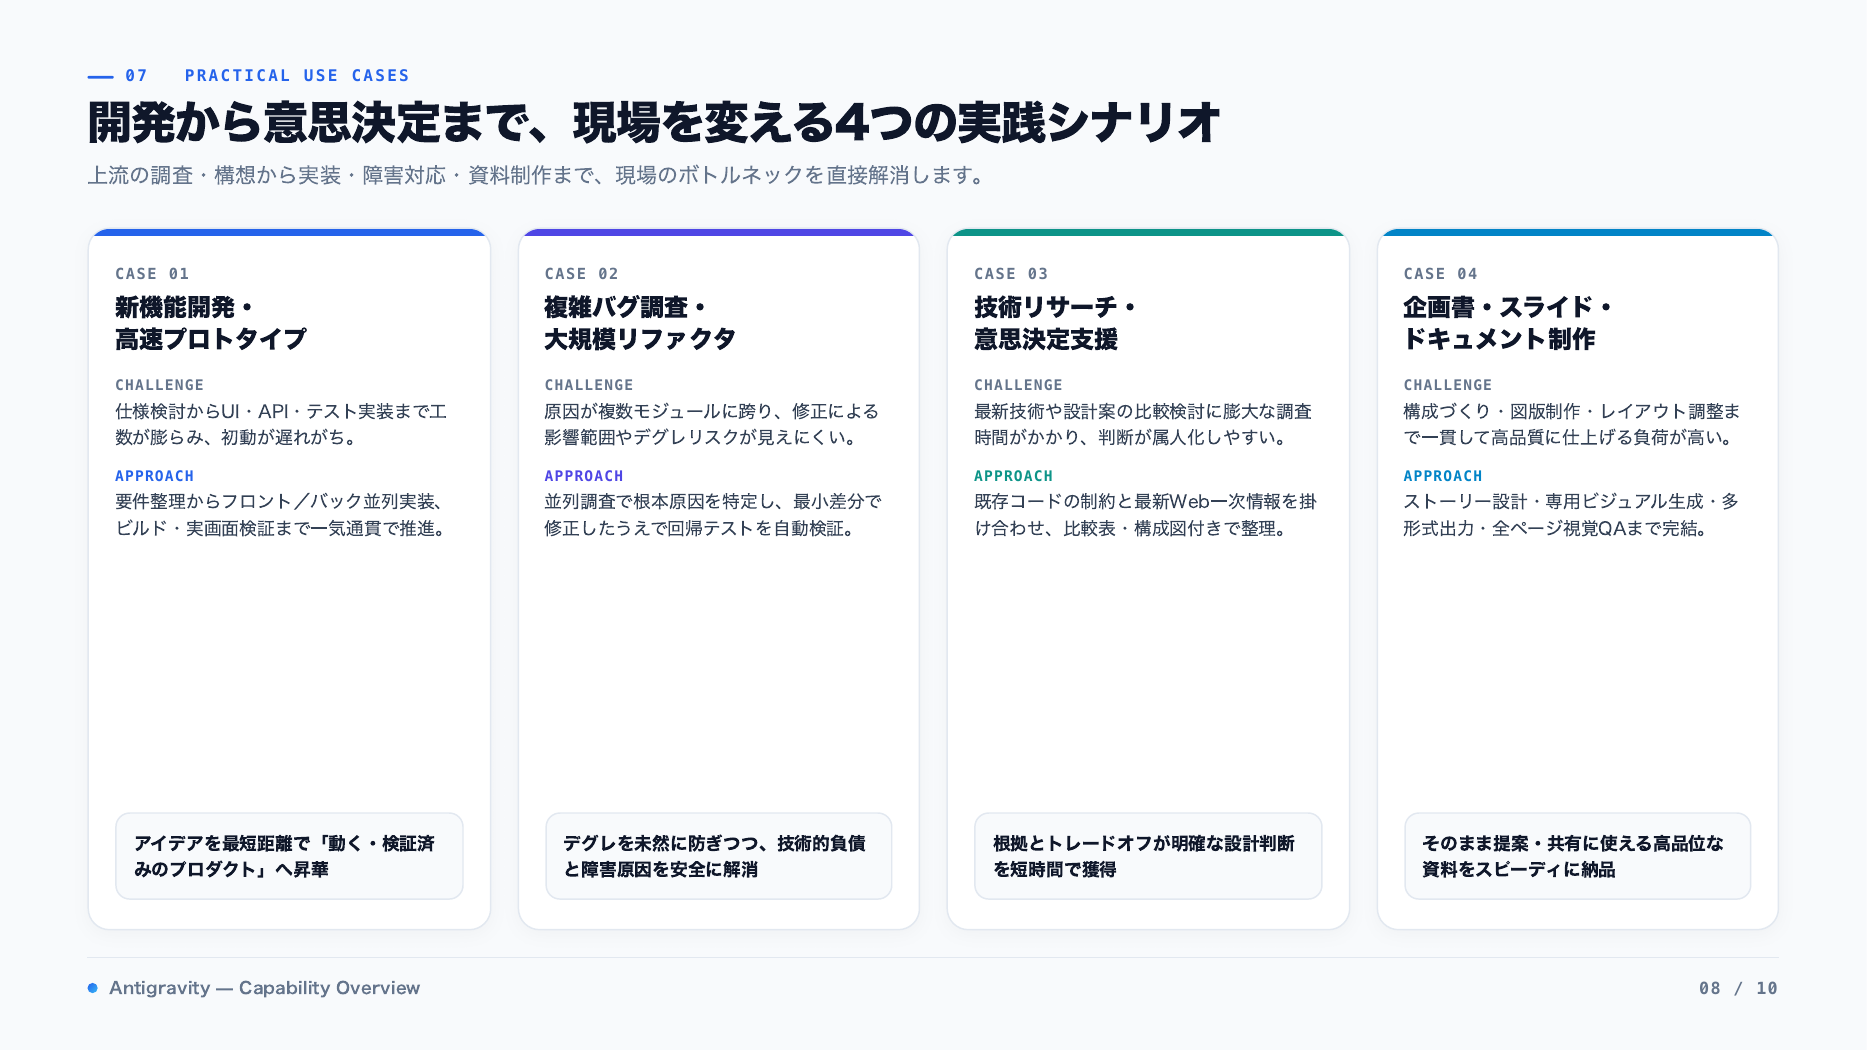 07 PRACTICAL USE CASES
開発から意思決定まで、現場を変える4つの実践シナリオ
上流の調査・構想から実装・障害対応・資料制作まで、現場のボトルネックを直接解消します。
CASE 01
新機能開発・
高速プロトタイプ
CHALLENGE
仕様検討からUI・API・テスト実装まで工
数が膨らみ、初動が遅れがち。
APPROACH
要件整理からフロント／バック並列実装、
ビルド・実画面検証まで一気通貫で推進。
アイデアを最短距離で「動く・検証済
みのプロダクト」へ昇華
CASE 02
複雑バグ調査・
大規模リファクタ
CHALLENGE
原因が複数モジュールに跨り、修正による
影響範囲やデグレリスクが見えにくい。
APPROACH
並列調査で根本原因を特定し、最小差分で
修正したうえで回帰テストを自動検証。
デグレを未然に防ぎつつ、技術的負債
と障害原因を安全に解消
CASE 03
技術リサーチ・
意思決定支援
CHALLENGE
最新技術や設計案の比較検討に膨大な調査
時間がかかり、判断が属人化しやすい。
APPROACH
既存コードの制約と最新Web一次情報を掛
け合わせ、比較表・構成図付きで整理。
根拠とトレードオフが明確な設計判断
を短時間で獲得
CASE 04
企画書・スライド・
ドキュメント制作
CHALLENGE
構成づくり・図版制作・レイアウト調整ま
で一貫して高品質に仕上げる負荷が高い。
APPROACH
ストーリー設計・専用ビジュアル生成・多
形式出力・全ページ視覚QAまで完結。
そのまま提案・共有に使える高品位な
資料をスピーディに納品
Antigravity — Capability Overview
08 / 10